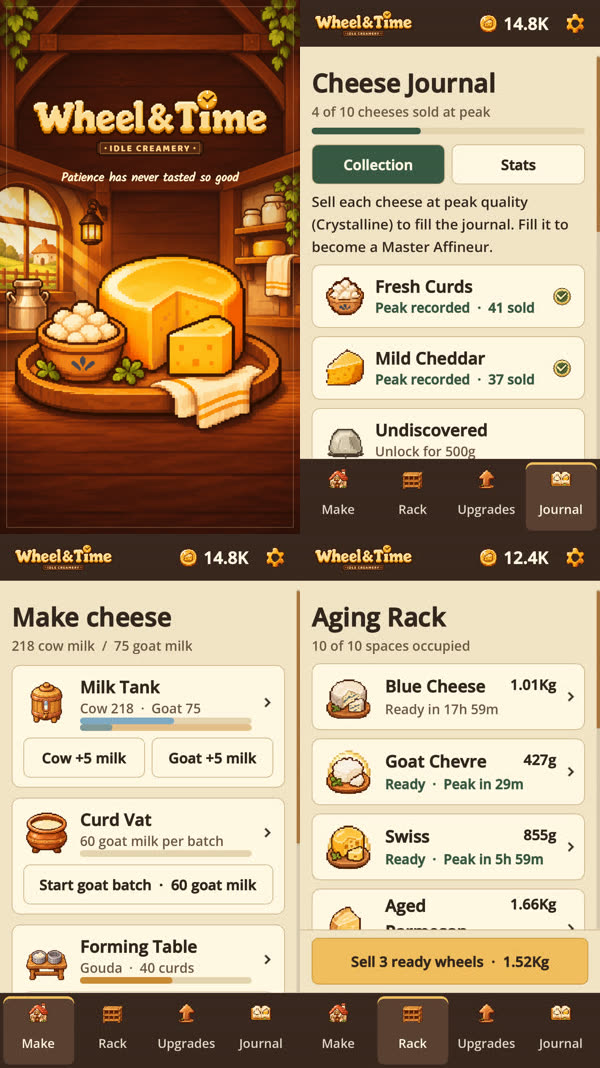 Wheel&Time
IDLE CREAMERY
Patience has never tasted so good
Wheel&Time
IDLE CREAMERY
14.8K
Cheese Journal
4 of 10 cheeses sold at peak
Collection
Stats
Sell each cheese at peak quality
(Crystalline) to fill the journal. Fill it to
become a Master Affineur.
Fresh Curds
Peak recorded · 41 sold
Mild Cheddar
Peak recorded · 37 sold
Undiscovered
Unlock for 500g
Make
Rack
Upgrades
Journal
Wheel&Time
IDLE CREAMERY
14.8K
Make cheese
218 cow milk / 75 goat milk
Milk Tank
Cow 218 · Goat 75
Cow +5 milk
Goat +5 milk
Curd Vat
60 goat milk per batch
Start goat batch · 60 goat milk
Forming Table
Gouda · 40 curds
Make
Rack
Upgrades
Journal
Wheel&Time
IDLE CREAMERY
12.4K
Aging Rack
10 of 10 spaces occupied
Blue Cheese
1.01Kg
Ready in 17h 59m
Goat Chevre
427g
Ready · Peak in 29m
Swiss
855g
Ready · Peak in 5h 59m
Aged
1.66Kg
Parmesan
Sell 3 ready wheels · 1.52Kg
Make
Rack
Upgrades
Journal